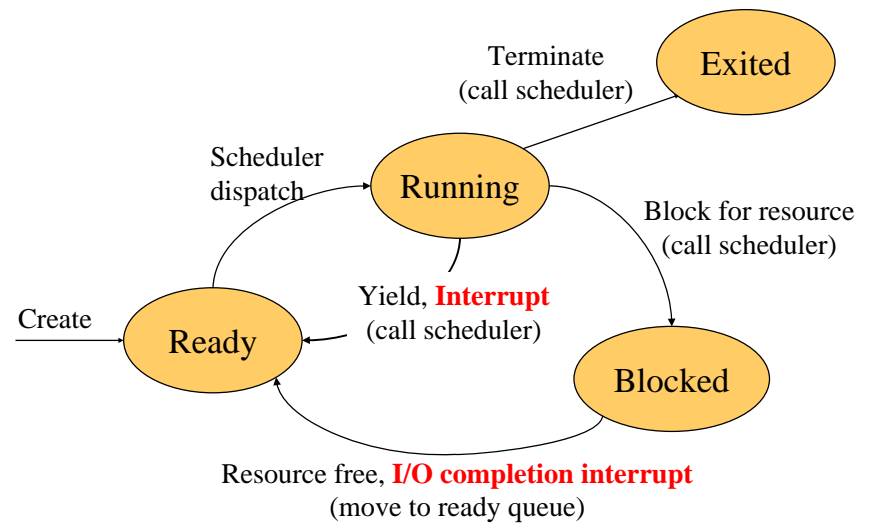 Terminate
(call scheduler)
Exited
Scheduler
dispatch
Running
Block for resource
(call scheduler)
Yield, Interrupt
(call scheduler)
Create
Ready
Blocked
Resource free, I/O completion interrupt
(move to ready queue)